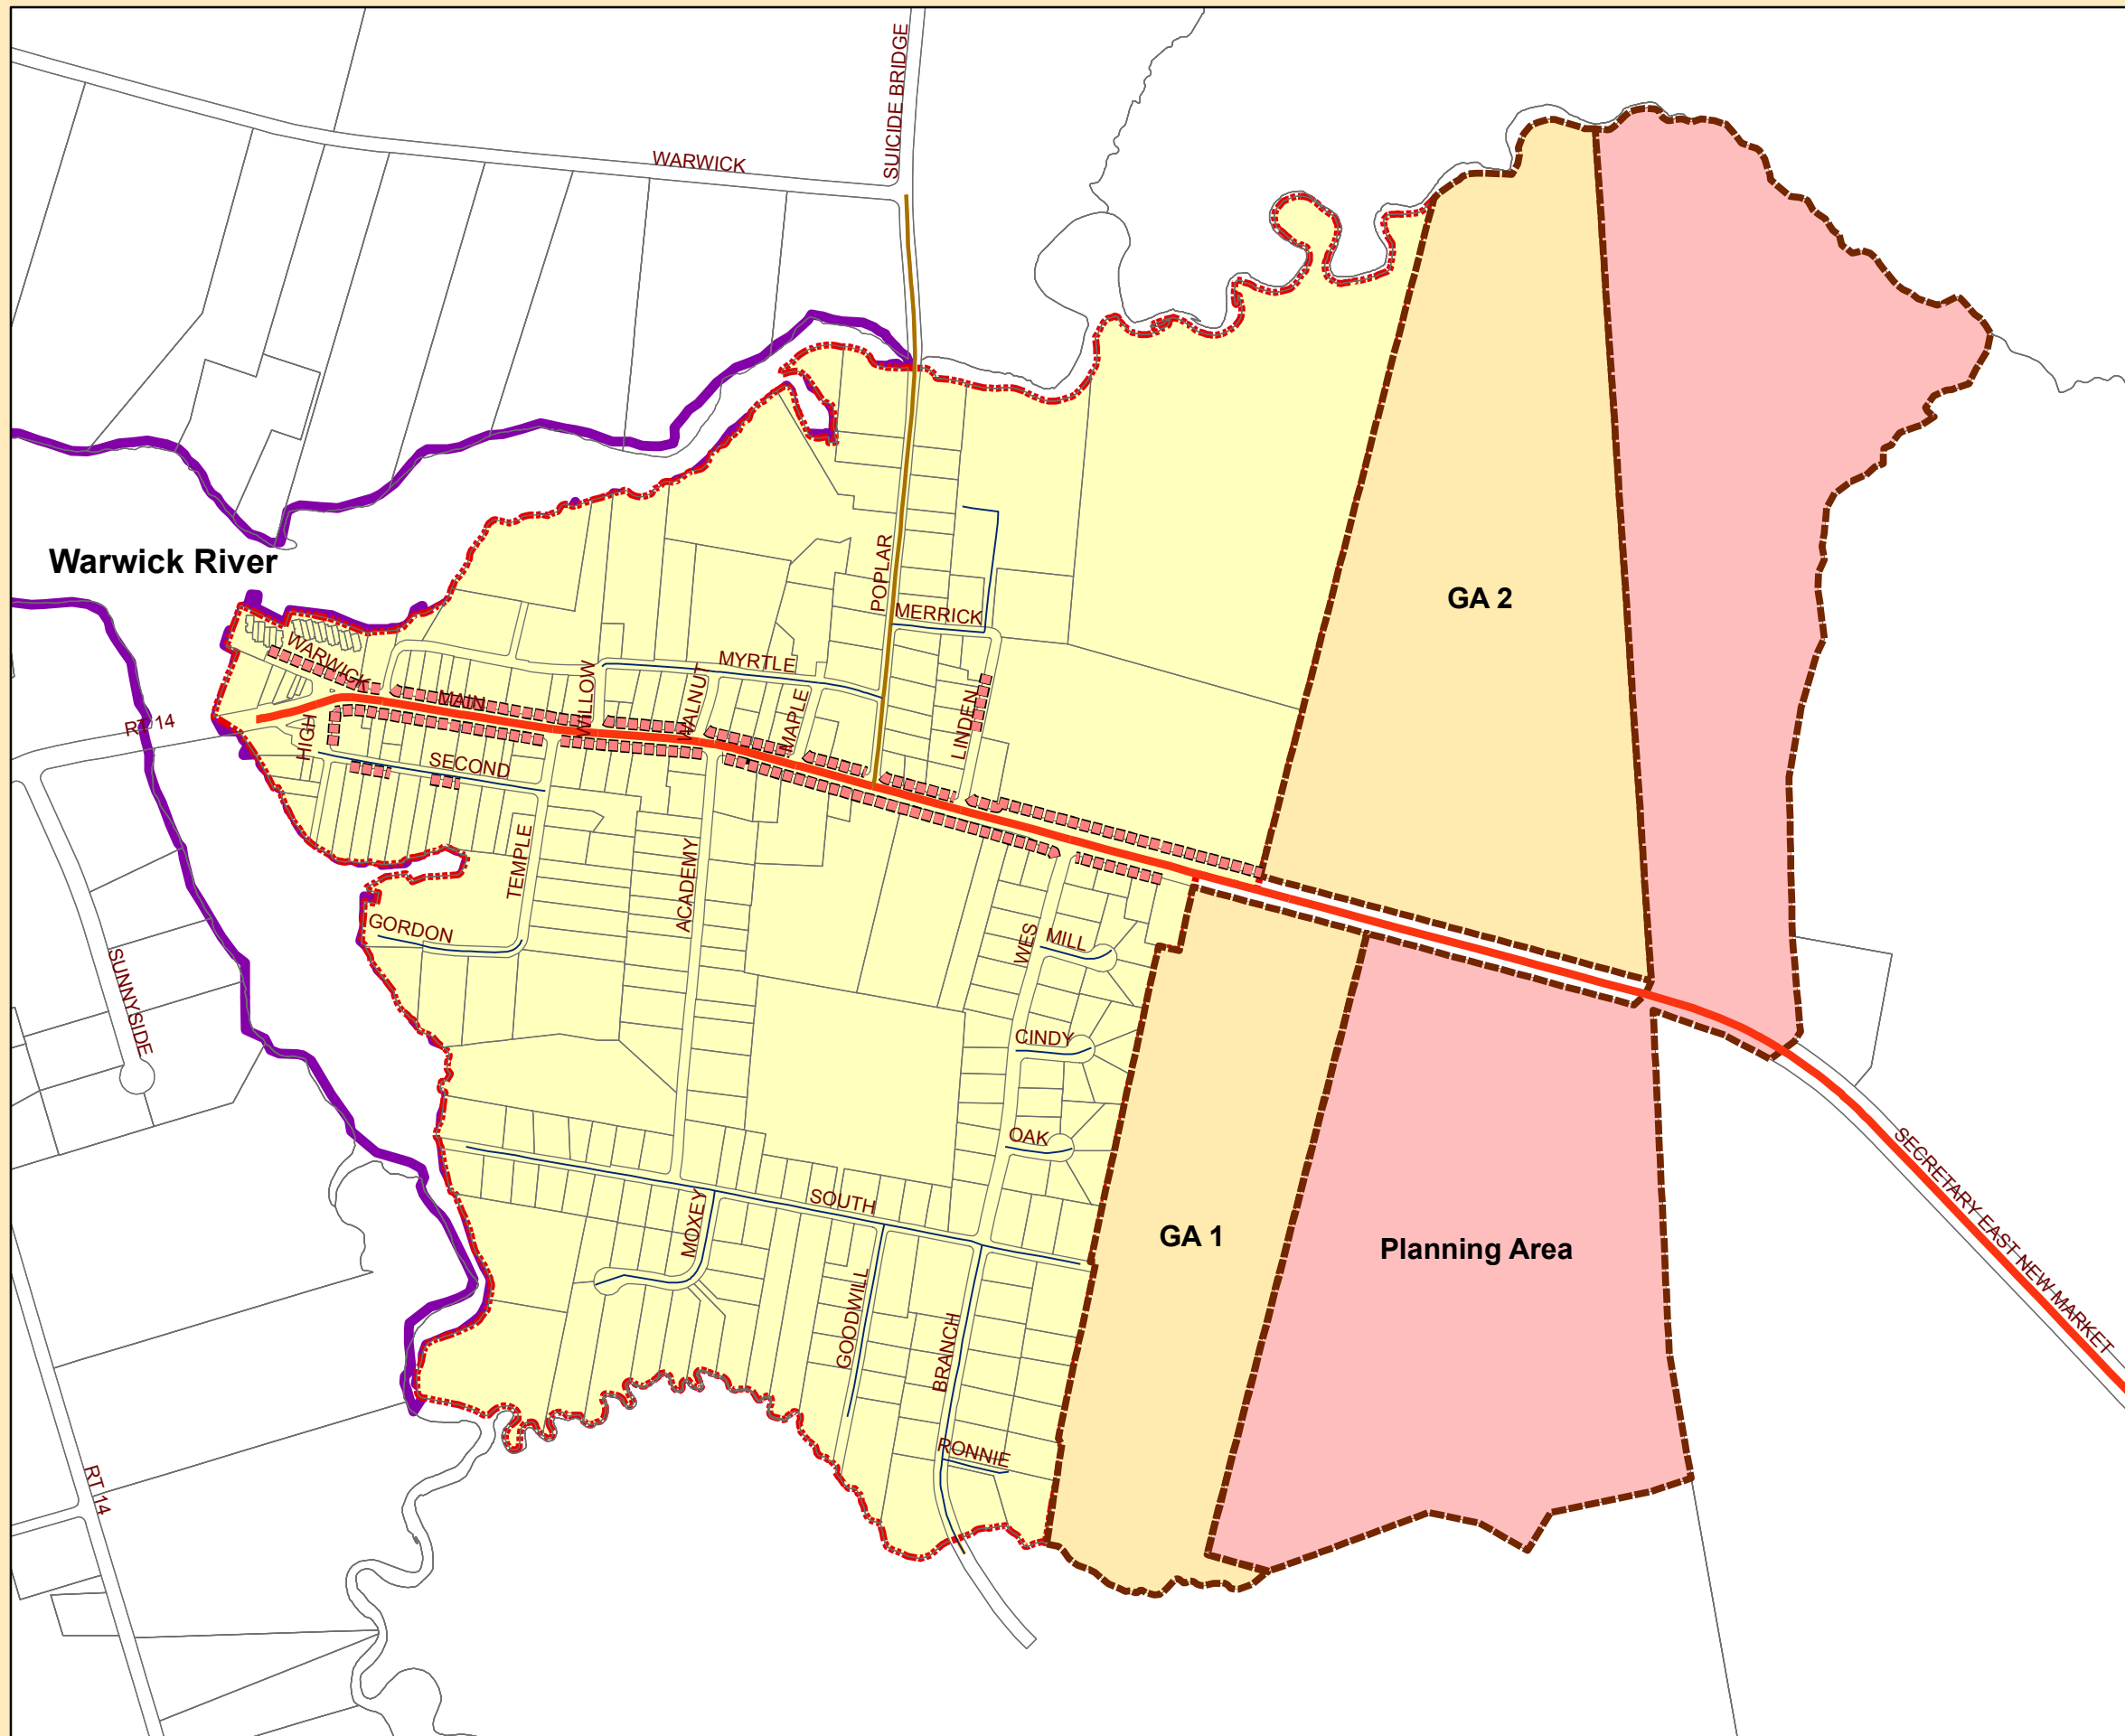 SUICIDE BRIDGE
WARWICK
Warwick River
POPLAR
GA 2
MERRICK
WARWICK
MYRTLE
WILLOW
WALNUT
MAPLE
MAIN
LINDEN
RT 14
HIGH
SECOND
TEMPLE
ACADEMY
GORDON
WES
MILL
SUNNYSIDE
CINDY
OAK
SOUTH
MOXEY
GA 1
Planning Area
SECRETARY EAST NEW MARKET
GOODWILL
BRANCH
RONNIE
RT 14